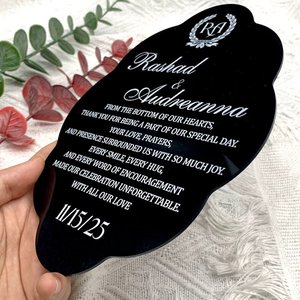 RA
Rashad
&
Audreanna
FROM THE BOTTOM OF OUR HEARTS,
THANK YOU FOR BEING A PART OF OUR SPECIAL DAY.
YOUR LOVE, PRAYERS,
AND PRESENCE SURROUNDED US WITH SO MUCH JOY.
EVERY SMILE, EVERY HUG,
AND EVERY WORD OF ENCOURAGEMENT
MADE OUR CELEBRATION UNFORGETTABLE.
WITH ALL OUR LOVE
11/15/25